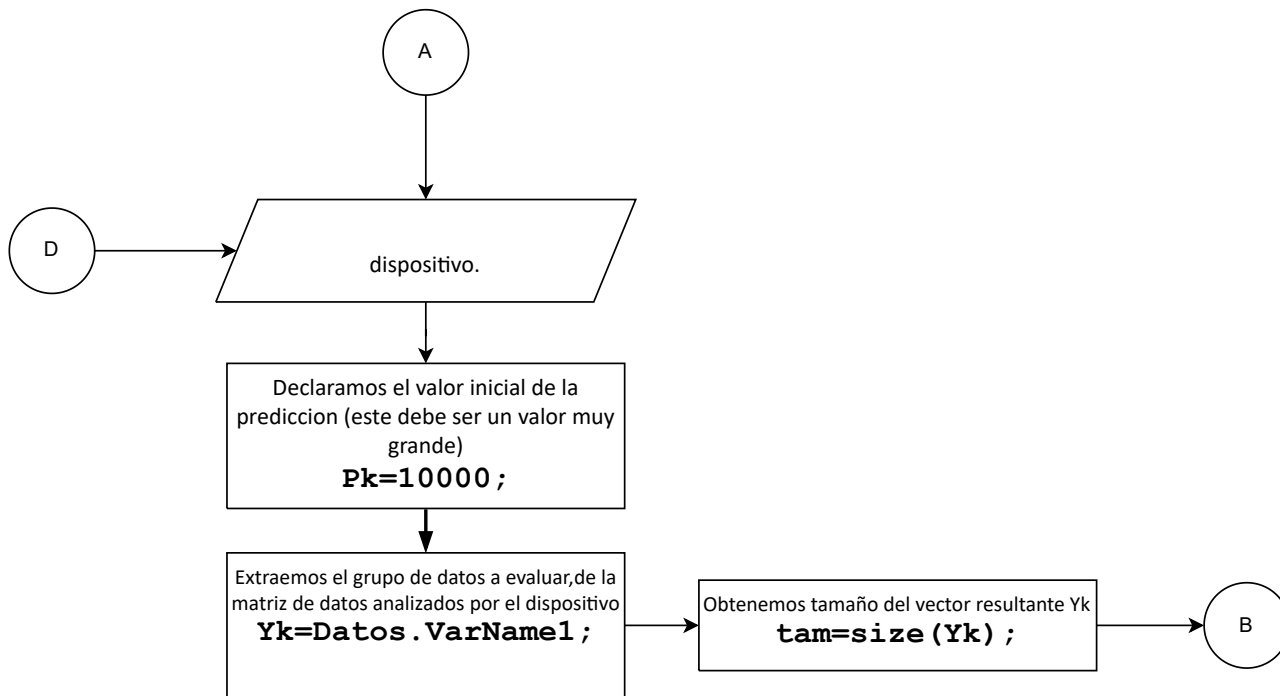 A
D
dispositivo.
Declaramos el valor inicial de la
prediccion (este debe ser un valor muy
grande)
Pk=10000;
Extraemos el grupo de datos a evaluar,de la
matriz de datos analizados por el dispositivo
Yk=Datos.VarName1;
Obtenemos tamaño del vector resultante Yk
tam=size(Yk);
B